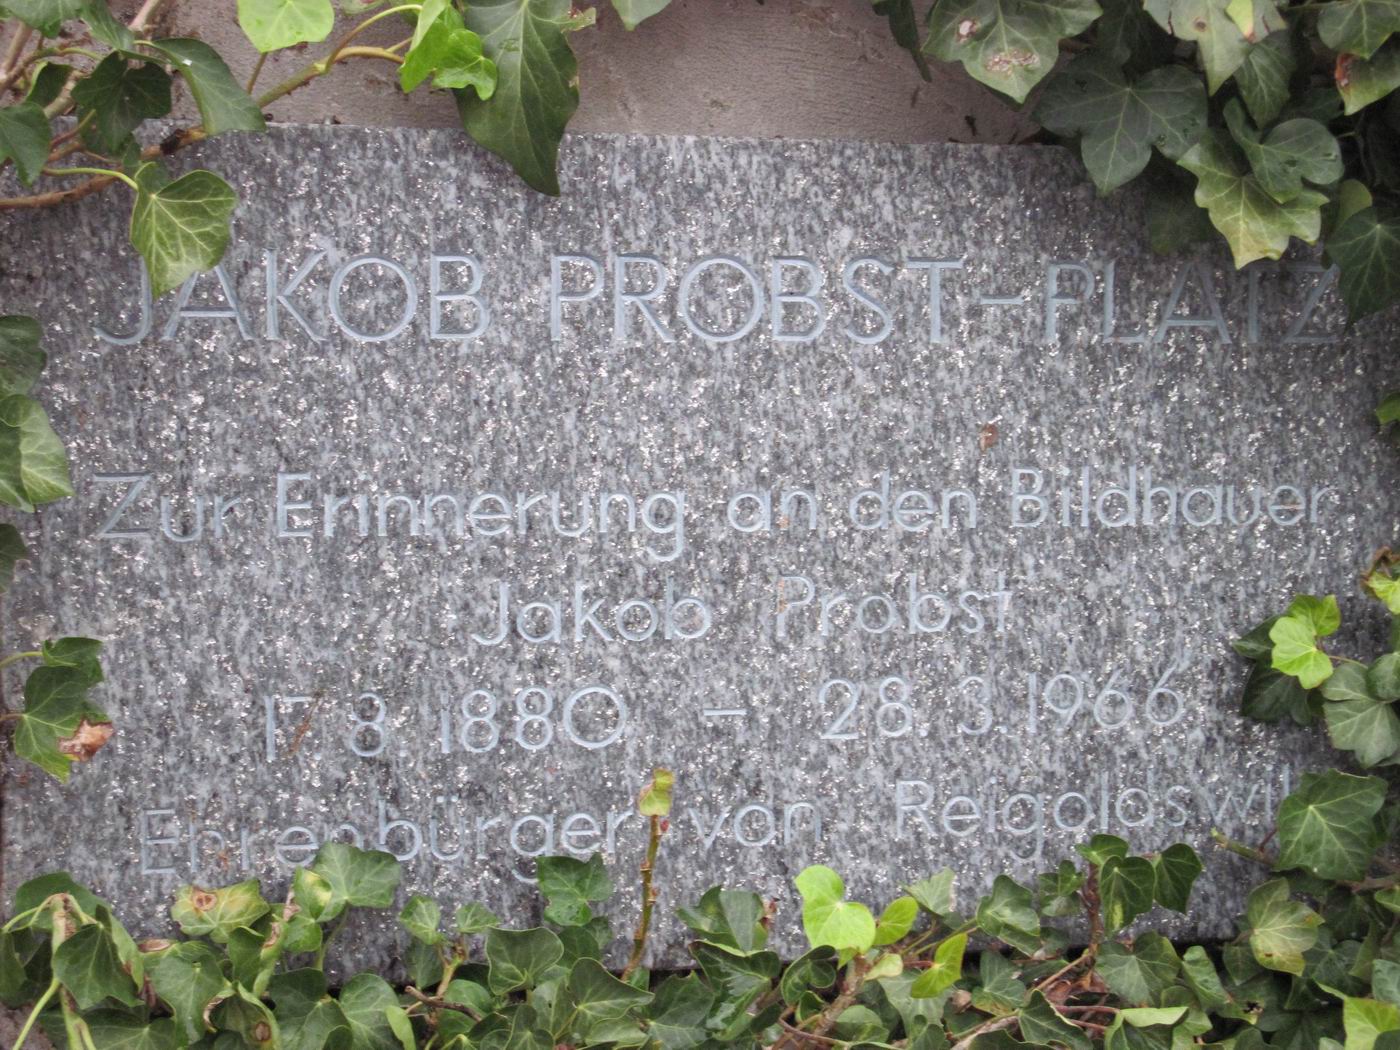 JAKOB PROBST-PLATZ
Zur Erinnerung an den Bildhauer
Jakob Probst
17. 8. 1880 – 28. 3. 1966
Ehrenbürger von Reigoldswil